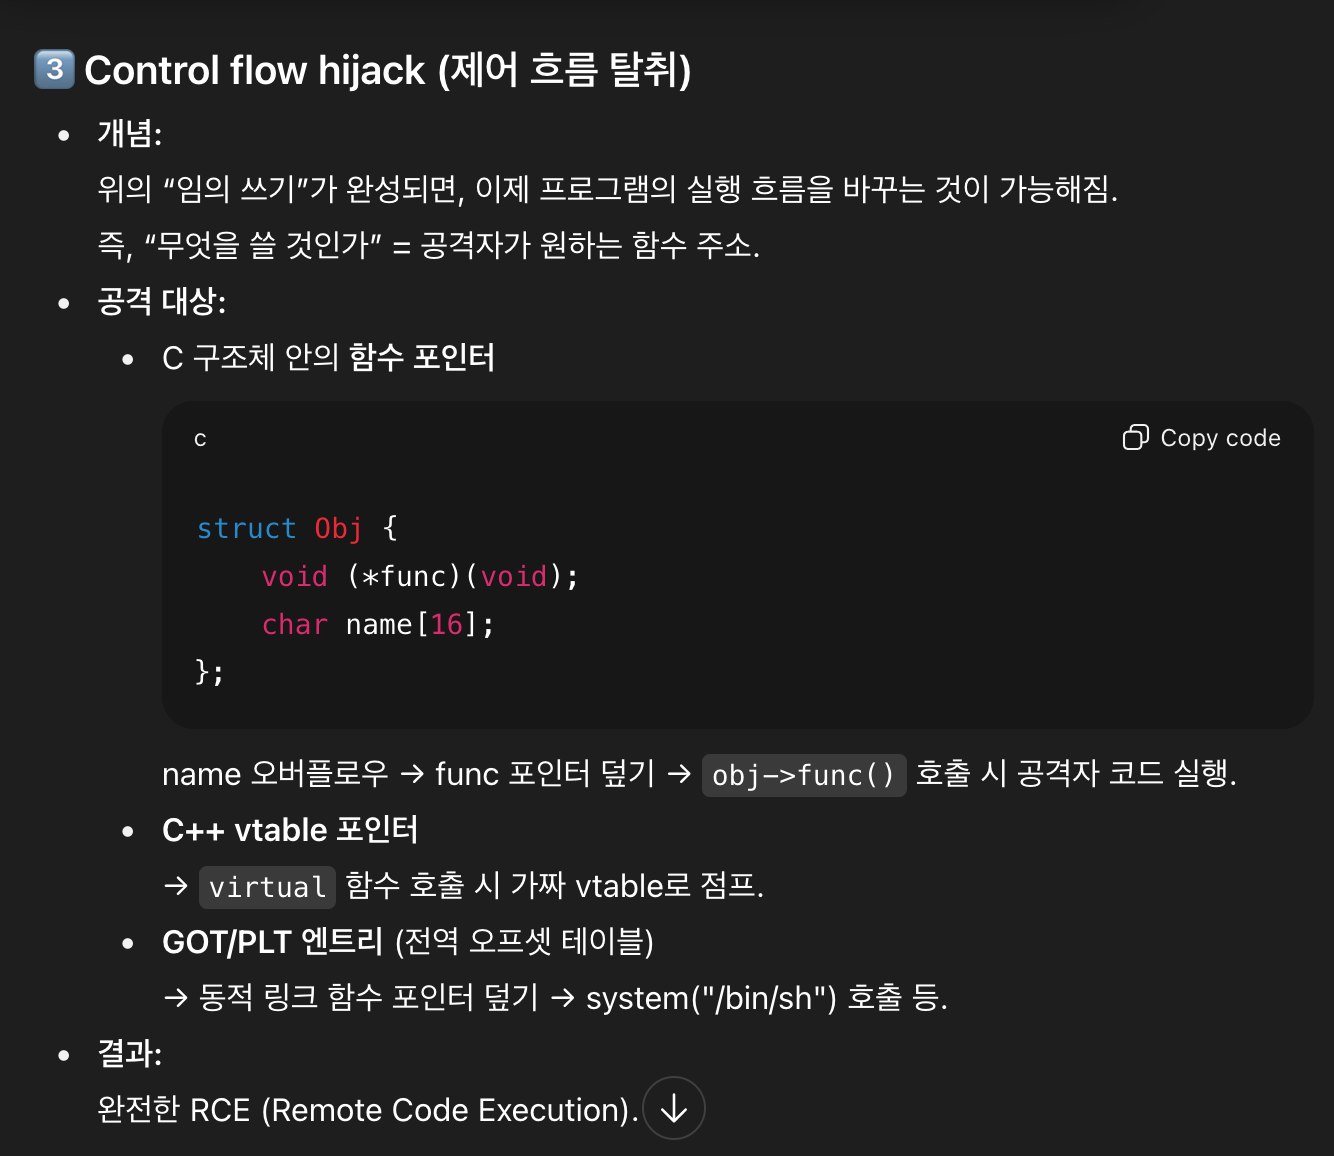 3 Control flow hijack (제어 흐름 탈취)
• 개념:
위의 “임의 쓰기”가 완성되면, 이제 프로그램의 실행 흐름을 바꾸는 것이 가능해짐.
즉, “무엇을 쓸 것인가” = 공격자가 원하는 함수 주소.
• 공격 대상:
• C 구조체 안의 함수 포인터
c
Copy code
struct Obj {
    void (*func)(void);
    char name[16];
};
name 오버플로우 → func 포인터 덮기 → obj->func() 호출 시 공격자 코드 실행.
• C++ vtable 포인터
→ virtual 함수 호출 시 가짜 vtable로 점프.
• GOT/PLT 엔트리 (전역 오프셋 테이블)
→ 동적 링크 함수 포인터 덮기 → system("/bin/sh") 호출 등.
• 결과:
완전한 RCE (Remote Code Execution).